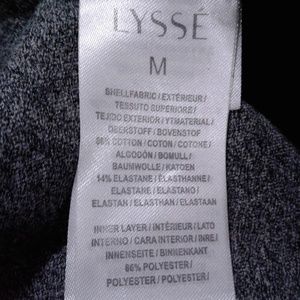 LYSSÉ
M
SHELLFABRIC / EXTÉRIEUR /
TESSUTO SUPERIORE /
TEJIDO EXTERIOR / YTMATERIAL /
OBERSTOFF / BOVENSTOF
86% COTTON / COTON / COTONE /
ALGODÓN / BOMULL /
BAUMWOLLE / KATOEN
14% ELASTANE / ÉLASTHANNE /
ELASTANE / ELASTANO /
ELASTAN / ELASTHAN / ELASTAAN
INNER LAYER / INTÉRIEUR / LATO
INTERNO / CARA INTERIOR / INRE /
INNENSEITE / BINNENKANT
86% POLYESTER /
POLYESTER / POLYESTER /